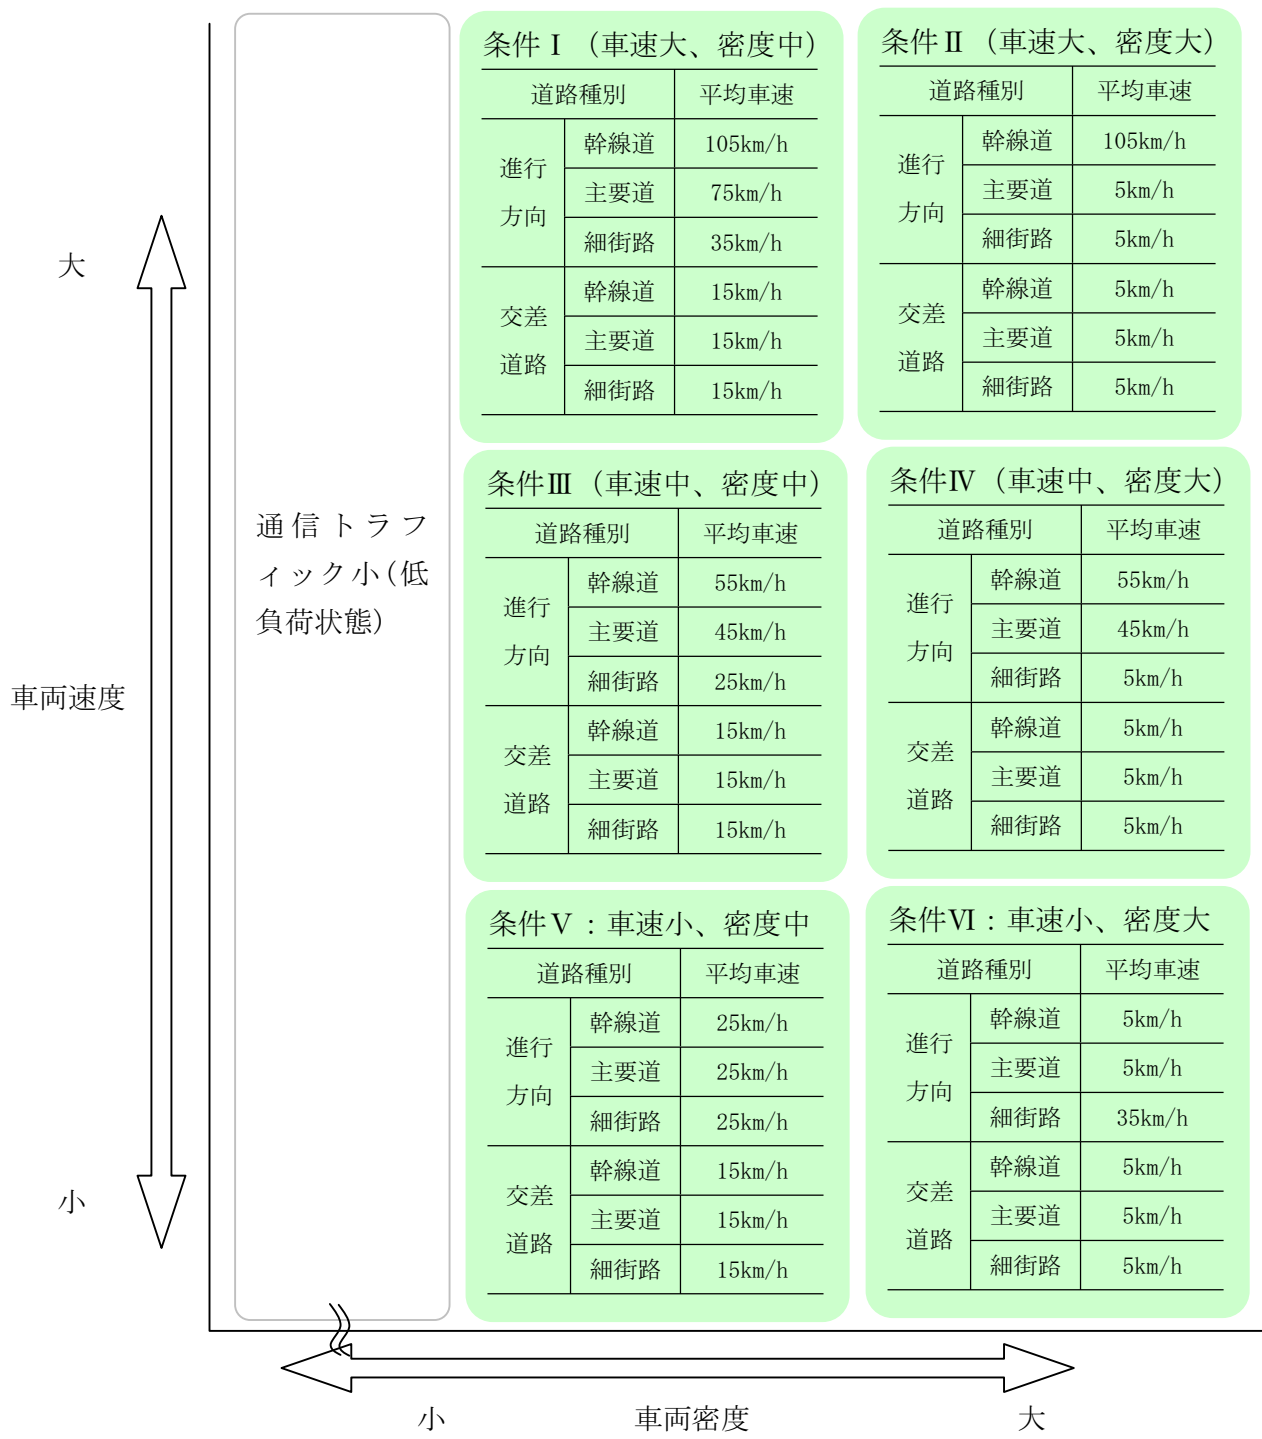 条件Ⅰ（車速大、密度中）
道路種別 平均車速
進行方向 幹線道 105km/h
主要道 75km/h
細街路 35km/h
交差道路 幹線道 15km/h
主要道 15km/h
細街路 15km/h
条件Ⅱ（車速大、密度大）
道路種別 平均車速
進行方向 幹線道 105km/h
主要道 5km/h
細街路 5km/h
交差道路 幹線道 5km/h
主要道 5km/h
細街路 5km/h
大
通信トラフ
ィック小（低
負荷状態）
車両速度
小
条件Ⅲ（車速中、密度中）
道路種別 平均車速
進行方向 幹線道 55km/h
主要道 45km/h
細街路 25km/h
交差道路 幹線道 15km/h
主要道 15km/h
細街路 15km/h
条件Ⅳ（車速中、密度大）
道路種別 平均車速
進行方向 幹線道 55km/h
主要道 45km/h
細街路 5km/h
交差道路 幹線道 5km/h
主要道 5km/h
細街路 5km/h
条件Ⅴ：車速小、密度中
道路種別 平均車速
進行方向 幹線道 25km/h
主要道 25km/h
細街路 25km/h
交差道路 幹線道 15km/h
主要道 15km/h
細街路 15km/h
条件Ⅵ：車速小、密度大
道路種別 平均車速
進行方向 幹線道 5km/h
主要道 5km/h
細街路 35km/h
交差道路 幹線道 5km/h
主要道 5km/h
細街路 5km/h
小 車両密度 大